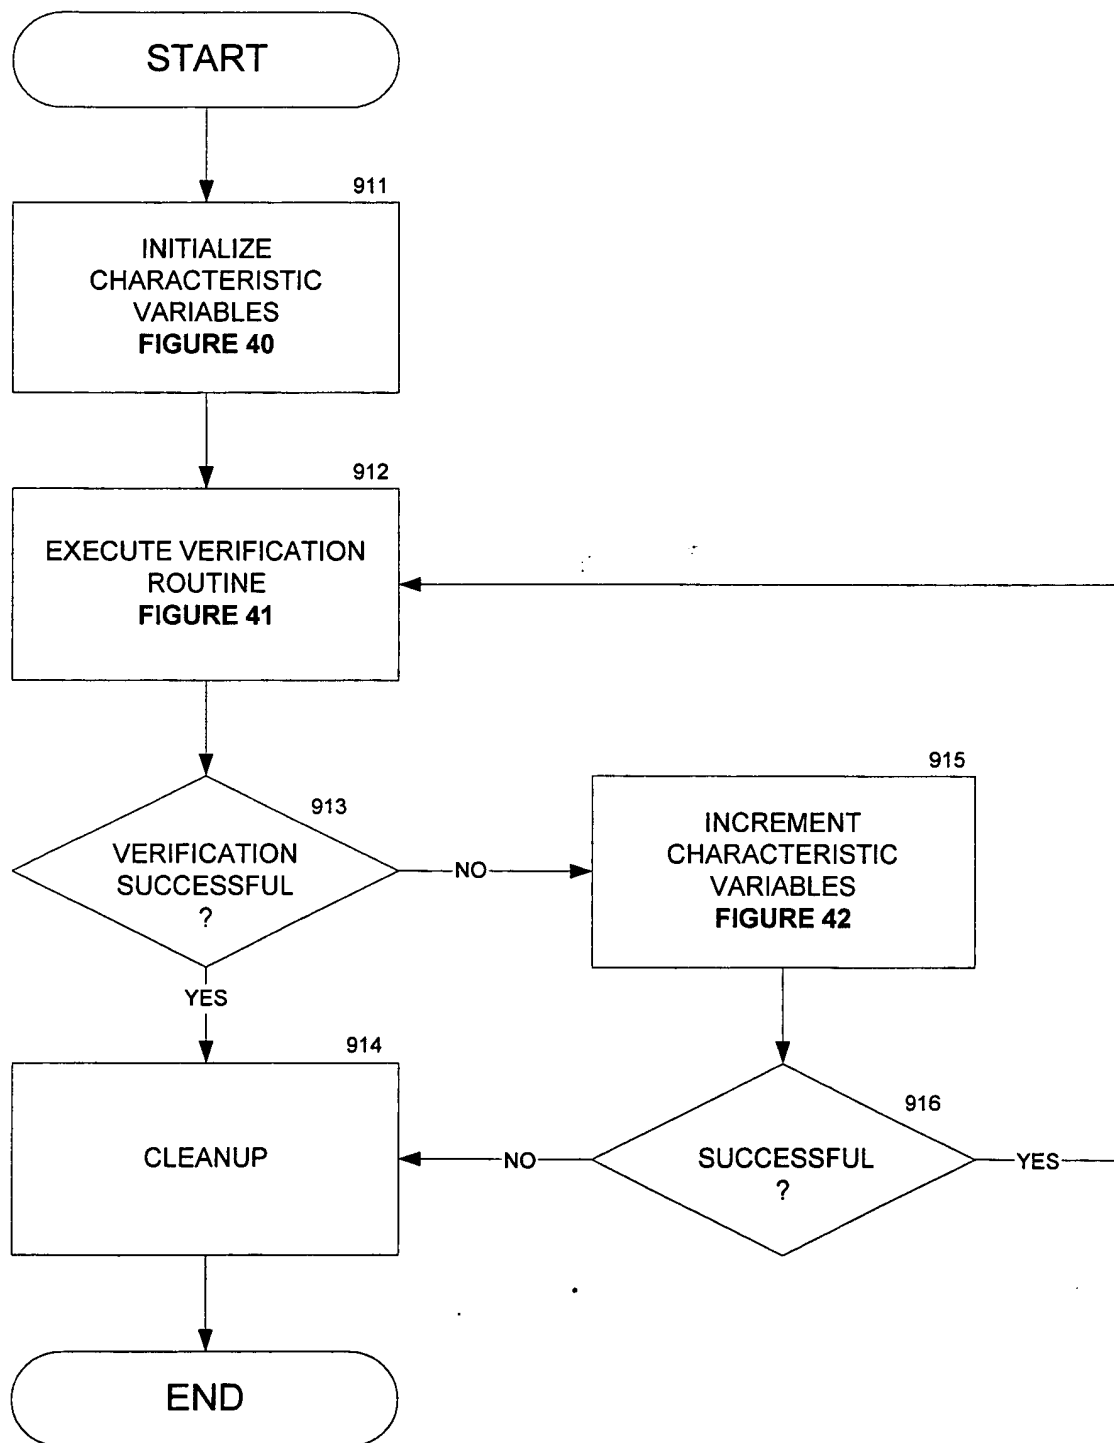 START
911
INITIALIZE
CHARACTERISTIC
VARIABLES
FIGURE 40
912
EXECUTE VERIFICATION
ROUTINE
FIGURE 41
913
VERIFICATION
SUCCESSFUL
?
NO
915
INCREMENT
CHARACTERISTIC
VARIABLES
FIGURE 42
YES
914
CLEANUP
NO
916
SUCCESSFUL
?
YES
END